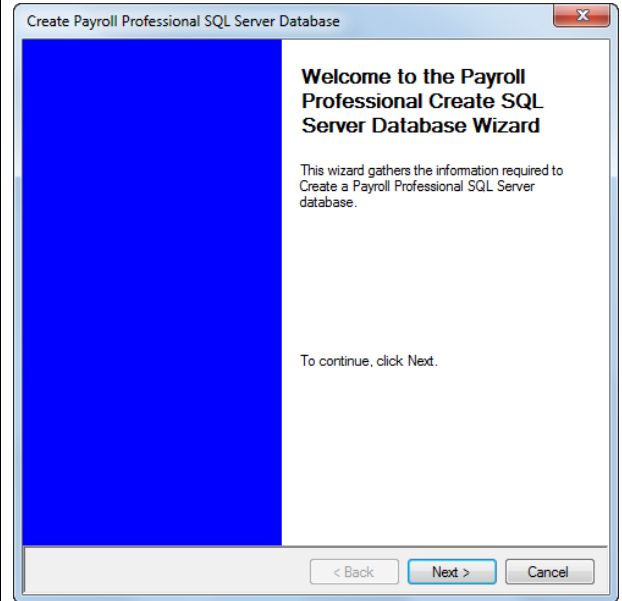 Create Payroll Professional SQL Server Database
Welcome to the Payroll
Professional Create SQL
Server Database Wizard
This wizard gathers the information required to
Create a Payroll Professional SQL Server
database.
To continue, click Next.
< Back
Next >
Cancel